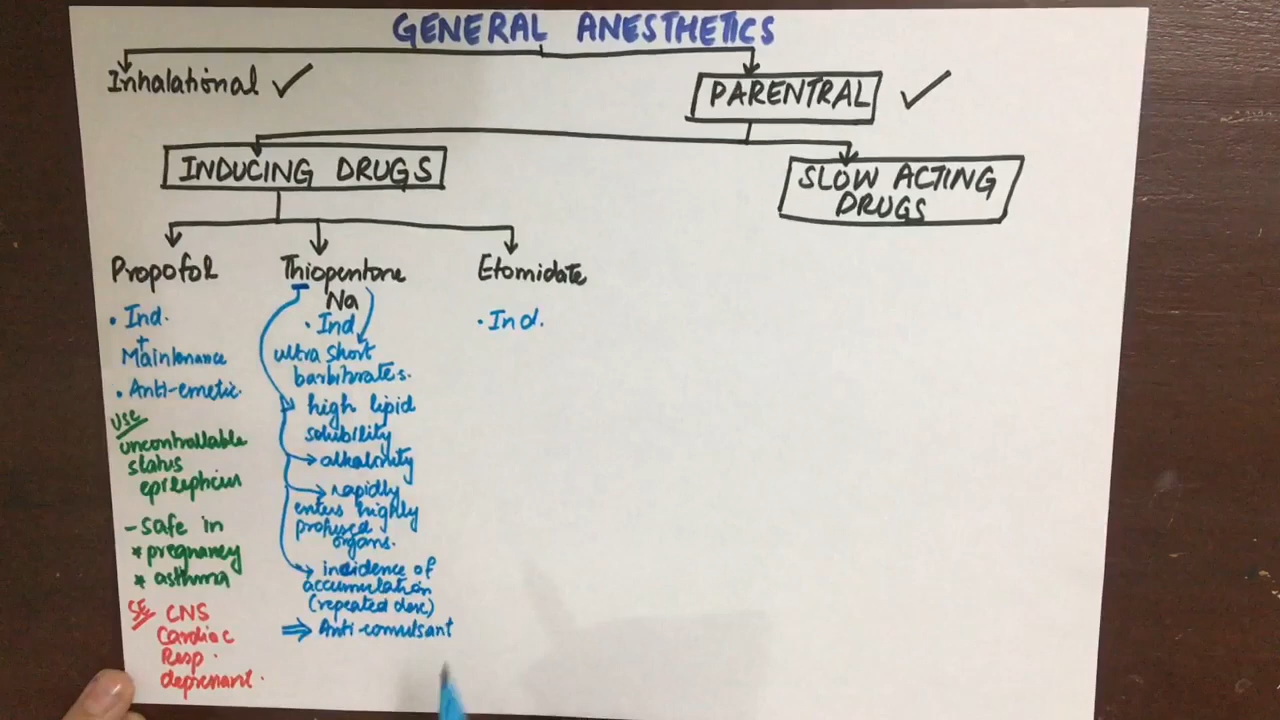 GENERAL ANESTHETICS
Inhalational ✓
PARENTRAL ✓
INDUCING DRUGS
SLOW ACTING
DRUGS
Propofol
• Ind.
+
Maintenance
• Anti-emetic
USE
uncontrollable
status
epilepticus
- safe in
* pregnancy
* asthma
SE
CNS
Cardiac
Resp.
depressant.
Thiopentone
Na
• Ind
ultra short
barbitrates.
high lipid
solubility
alkalinity
rapidly
enters highly
profused
organs.
incidence of
accumulation
(repeated dose)
⇒ Anti-convulsant
Etomidate
• Ind.